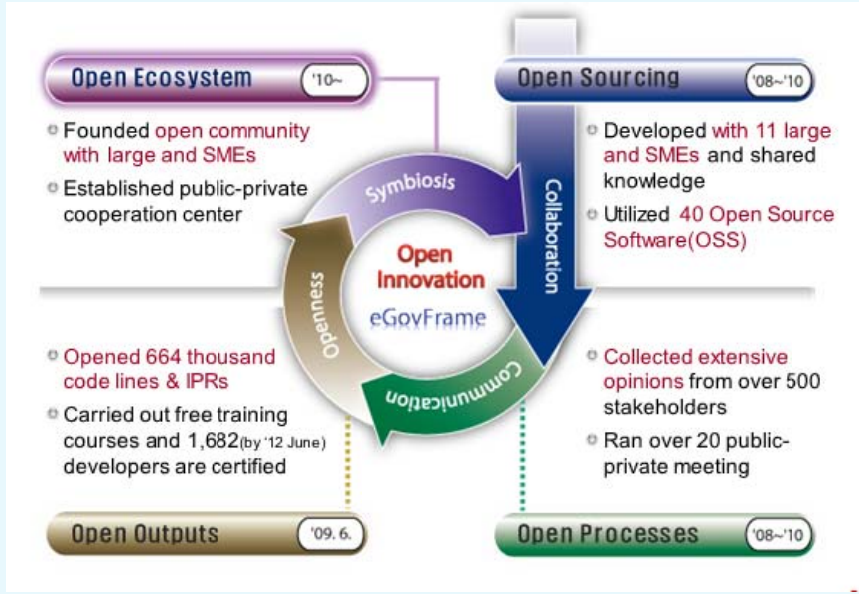 Open Ecosystem
'10~
Founded open community
with large and SMEs
Established public-private
cooperation center
Open Sourcing
'08~'10
Developed with 11 large
and SMEs and shared
knowledge
Utilized 40 Open Source
Software(OSS)
Symbiosis
Collaboration
Communication
Openness
Open
Innovation
eGovFrame
Opened 664 thousand
code lines & IPRs
Carried out free training
courses and 1,682(by '12 June)
developers are certified
Open Outputs
'09. 6.
Collected extensive
opinions from over 500
stakeholders
Ran over 20 public-
private meeting
Open Processes
'08~'10